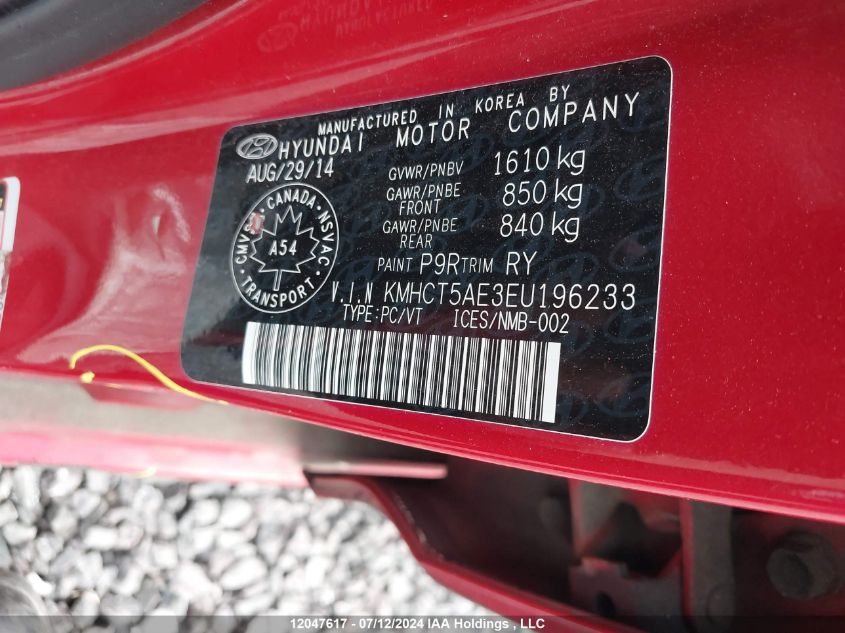 MANUFACTURED IN KOREA BY
HYUNDAI MOTOR COMPANY
AUG/29/14
GVWR/PNBV 1610 kg
GAWR/PNBE FRONT 850 kg
GAWR/PNBE REAR 840 kg
CMVSS · CANADA · NSVAC
A54
TRANSPORT
PAINT P9R TRIM RY
V.I.N KMHCT5AE3EU196233
TYPE:PC/VT ICES/NMB-002
12047617 - 07/12/2024 IAA Holdings , LLC